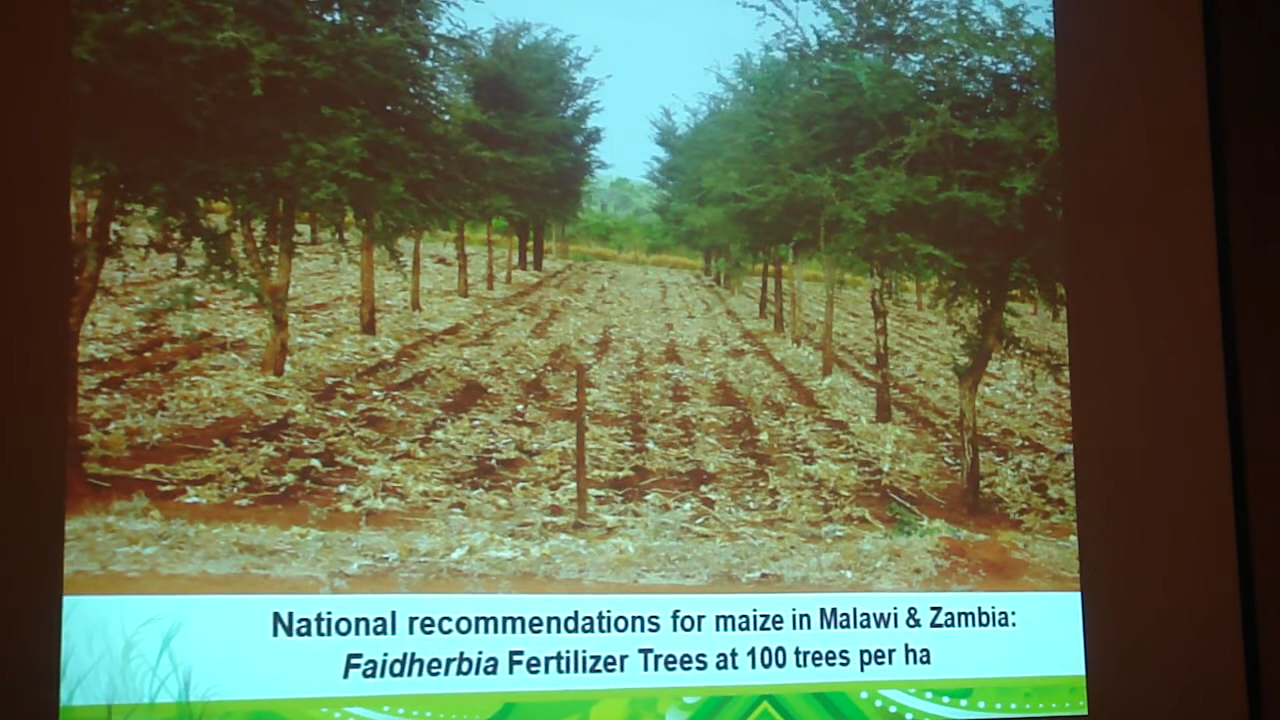 National recommendations for maize in Malawi & Zambia:
Faidherbia Fertilizer Trees at 100 trees per ha